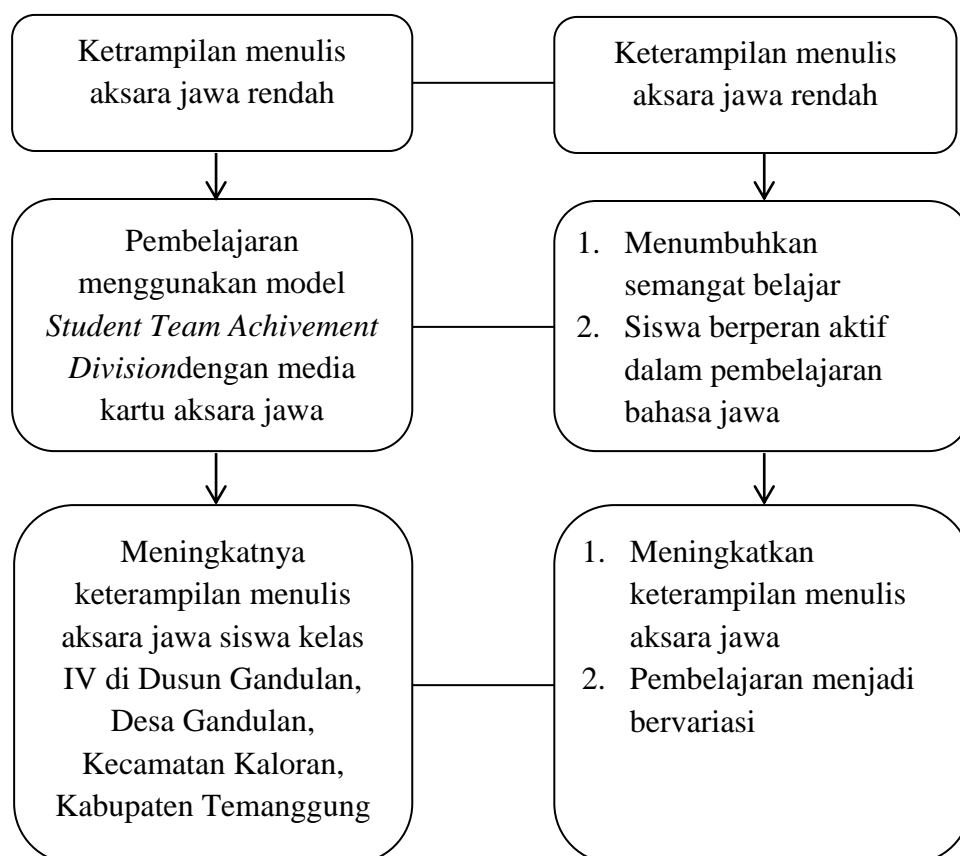 Ketrampilan menulis
aksara jawa rendah
Keterampilan menulis
aksara jawa rendah
Pembelajaran
menggunakan model
Student Team Achivement
Divisiondengan media
kartu aksara jawa
1. Menumbuhkan
semangat belajar
2. Siswa berperan aktif
dalam pembelajaran
bahasa jawa
Meningkatnya
keterampilan menulis
aksara jawa siswa kelas
IV di Dusun Gandulan,
Desa Gandulan,
Kecamatan Kaloran,
Kabupaten Temanggung
1. Meningkatkan
keterampilan menulis
aksara jawa
2. Pembelajaran menjadi
bervariasi